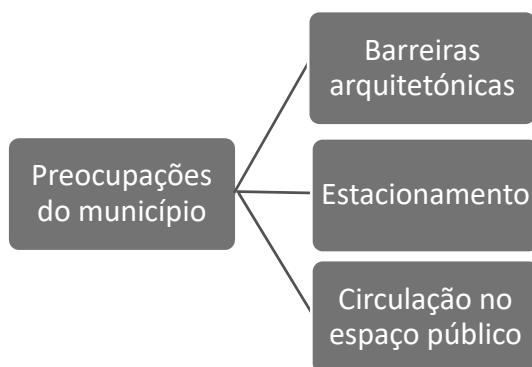 Barreiras
arquitetónicas
Preocupações
do município
Estacionamento
Circulação no
espaço público